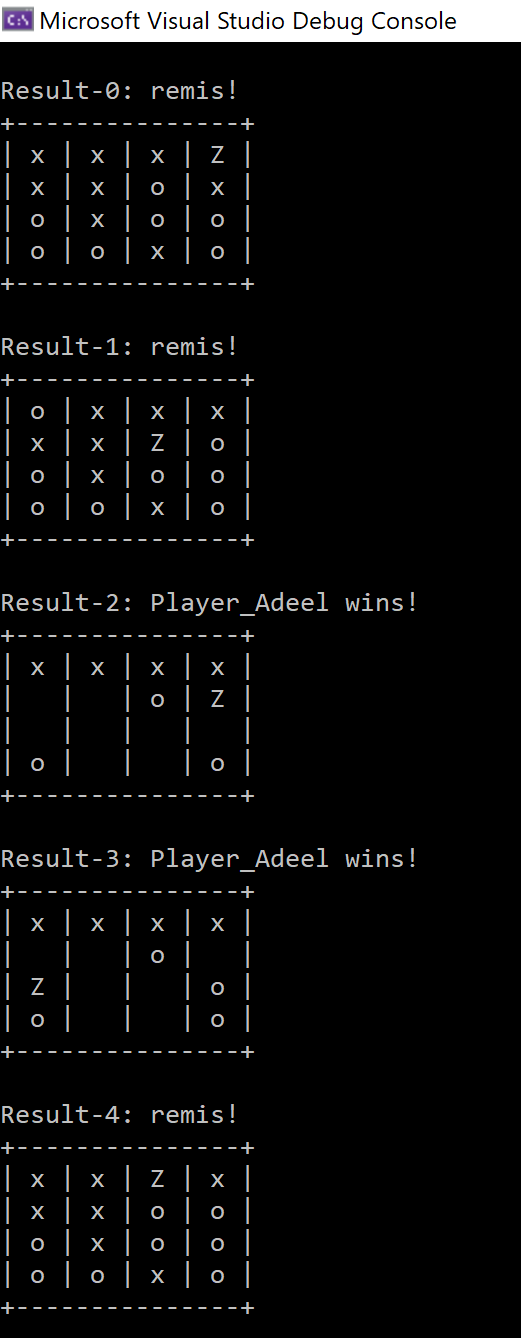 C:\ Microsoft Visual Studio Debug Console
Result-0: remis!
+---------------+
| x | x | x | Z |
| x | x | o | x |
| o | x | o | o |
| o | o | x | o |
+---------------+
Result-1: remis!
+---------------+
| o | x | x | x |
| x | x | Z | o |
| o | x | o | o |
| o | o | x | o |
+---------------+
Result-2: Player_Adeel wins!
+---------------+
| x | x | x | x |
|   |   | o | Z |
|   |   |   |   |
| o |   |   | o |
+---------------+
Result-3: Player_Adeel wins!
+---------------+
| x | x | x | x |
|   |   | o |   |
| Z |   |   | o |
| o |   |   | o |
+---------------+
Result-4: remis!
+---------------+
| x | x | Z | x |
| x | x | o | o |
| o | x | o | o |
| o | o | x | o |
+---------------+